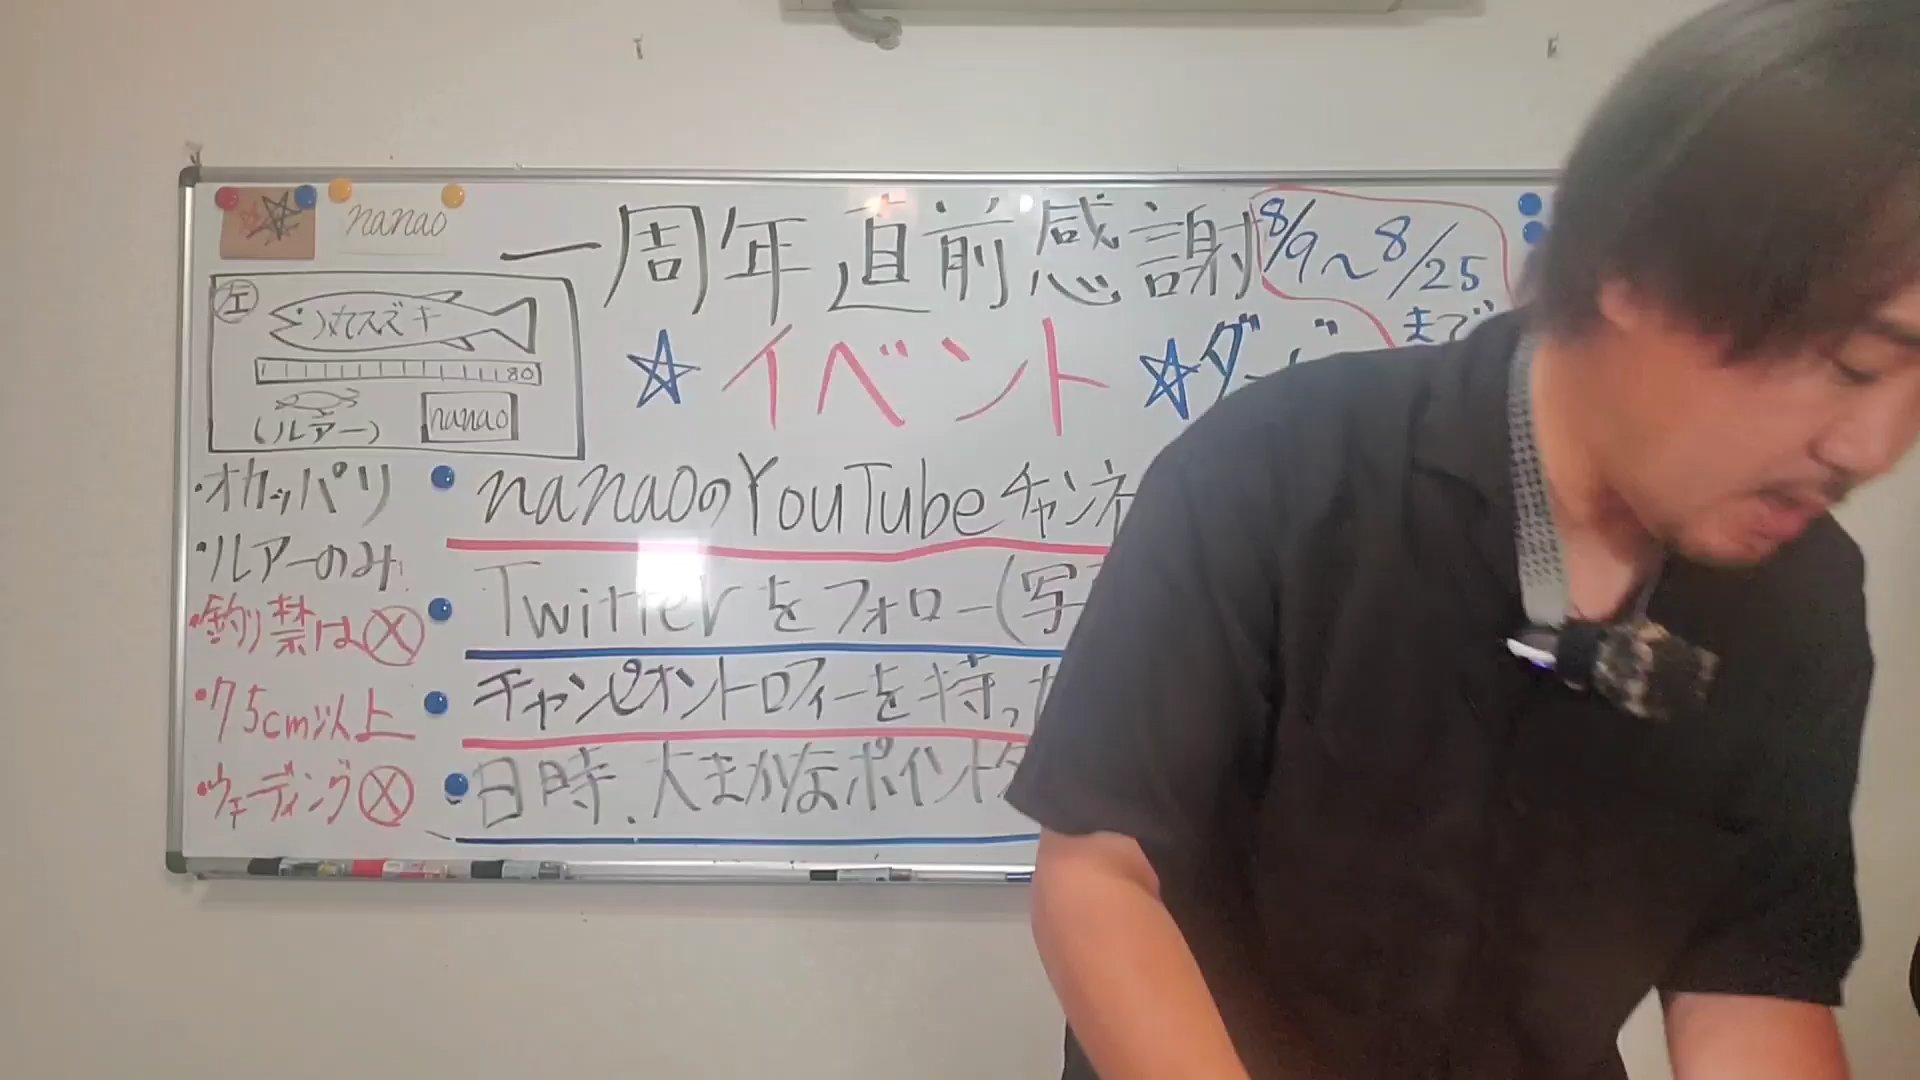 nanao
一周年直前感謝
8/9〜8/25
まで
☆イベント☆ダービ
左
マルスズキ
80
(ルアー)
nanao
・オカッパリ
・ルアーのみ
・釣り禁は×
・75cm以上
・ウェーディング×
nanaoのYouTubeチャンネ
Twitterをフォロー(写
チャンピオントロフィーを持っ
日時、大まかなポイント